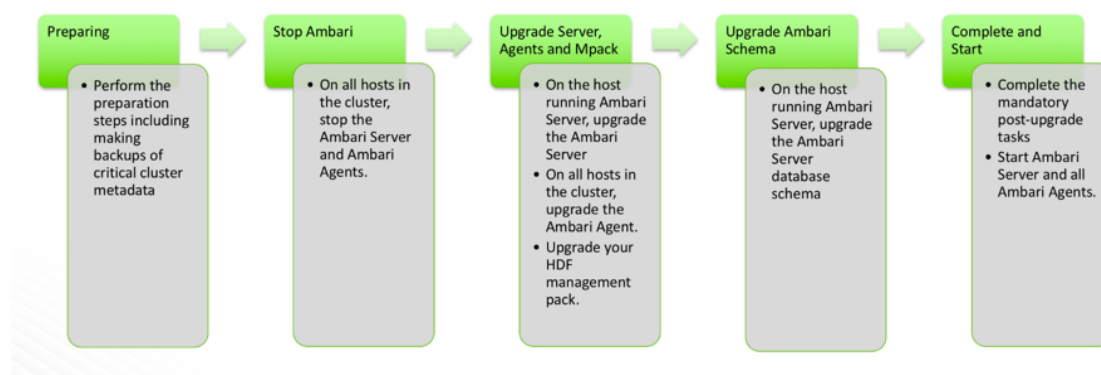 Preparing
• Perform the
preparation
steps including
making
backups of
critical cluster
metadata
Stop Ambari
• On all hosts in
the cluster,
stop the
Ambari Server
and Ambari
Agents.
Upgrade Server,
Agents and Mpack
• On the host
running Ambari
Server, upgrade
the Ambari
Server
• On all hosts in
the cluster,
upgrade the
Ambari Agent.
• Upgrade your
HDF
management
pack.
Upgrade Ambari
Schema
• On the host
running Ambari
Server, upgrade
the Ambari
Server
database
schema
Complete and
Start
• Complete the
mandatory
post-upgrade
tasks
• Start Ambari
Server and all
Ambari Agents.